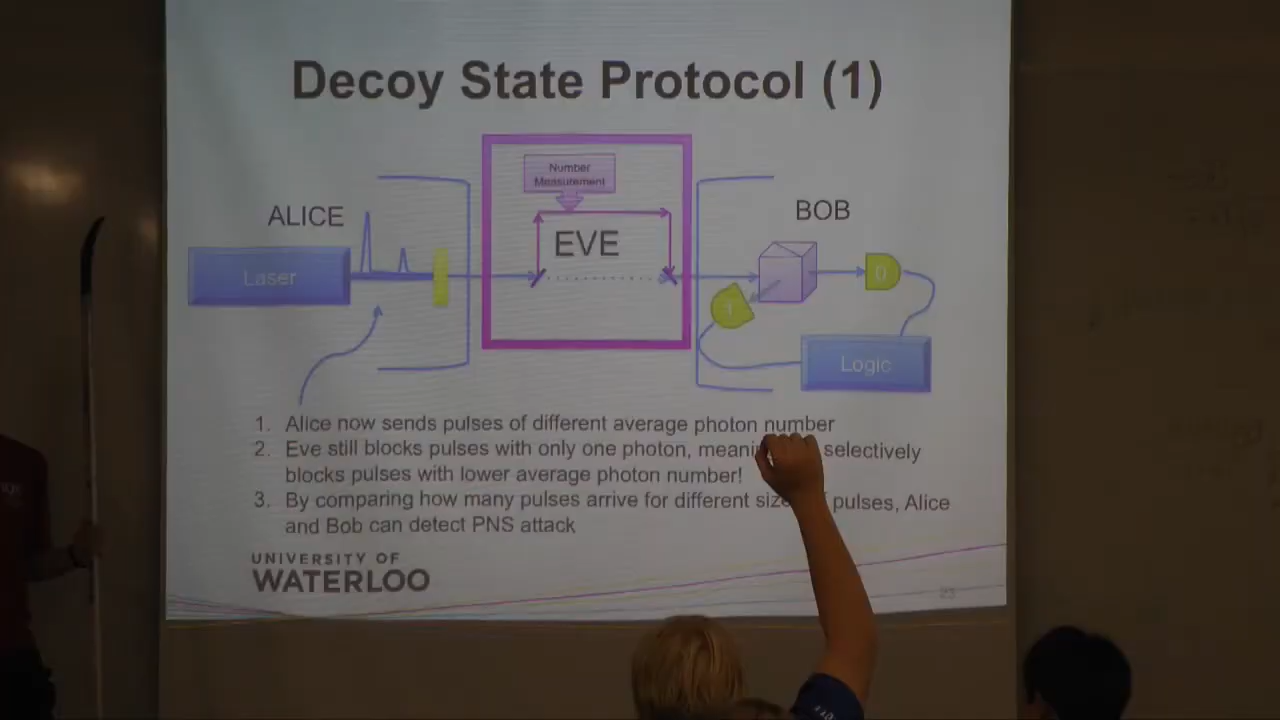 Decoy State Protocol (1)
Number
Measurement
ALICE
EVE
BOB
Laser
0
1
Logic
1. Alice now sends pulses of different average photon number
2. Eve still blocks pulses with only one photon, selectively
blocks pulses with lower average photon number!
3. By comparing how many pulses arrive for different pulses, Alice
and Bob can detect PNS attack
UNIVERSITY OF
WATERLOO
23